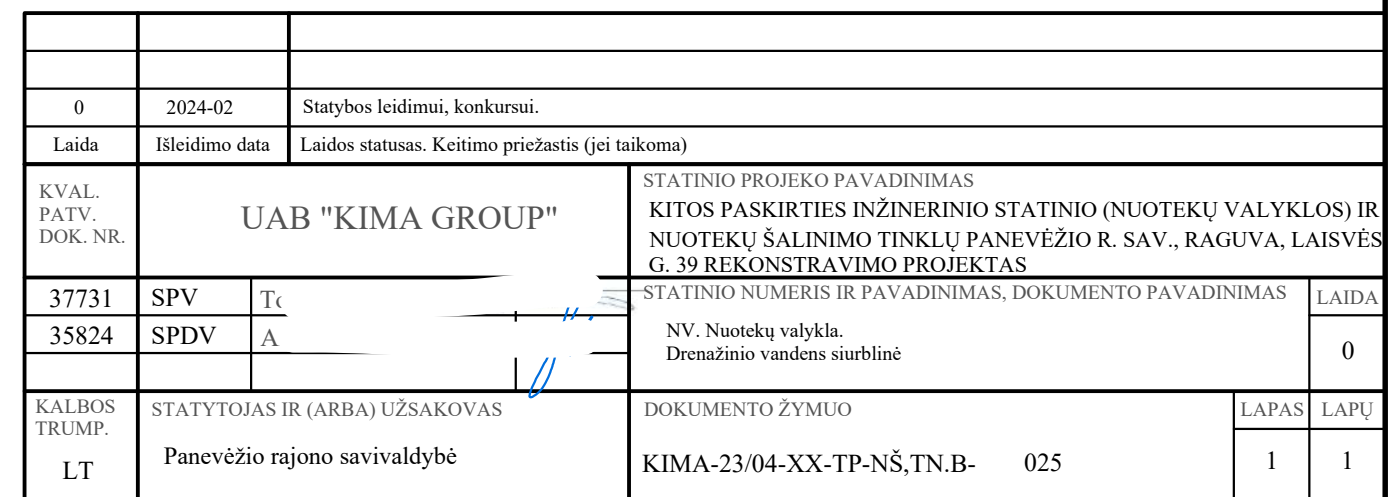 0 2024-02 Statybos leidimui, konkursui.
Laida Išleidimo data Laidos statusas. Keitimo priežastis (jei taikoma)
KVAL.
PATV.
DOK. NR.
UAB "KIMA GROUP"
STATINIO PROJEKO PAVADINIMAS
KITOS PASKIRTIES INŽINERINIO STATINIO (NUOTEKŲ VALYKLOS) IR
NUOTEKŲ ŠALINIMO TINKLŲ PANEVĖŽIO R. SAV., RAGUVA, LAISVĖS
G. 39 REKONSTRAVIMO PROJEKTAS
37731 SPV
35824 SPDV A
STATINIO NUMERIS IR PAVADINIMAS, DOKUMENTO PAVADINIMAS
NV. Nuotekų valykla.
Drenažinio vandens siurblinė
LAIDA
0
KALBOS
TRUMP.
LT
STATYTOJAS IR (ARBA) UŽSAKOVAS
Panevėžio rajono savivaldybė
DOKUMENTO ŽYMUO
KIMA-23/04-XX-TP-NŠ,TN.B- 025
LAPAS LAPŲ
1 1